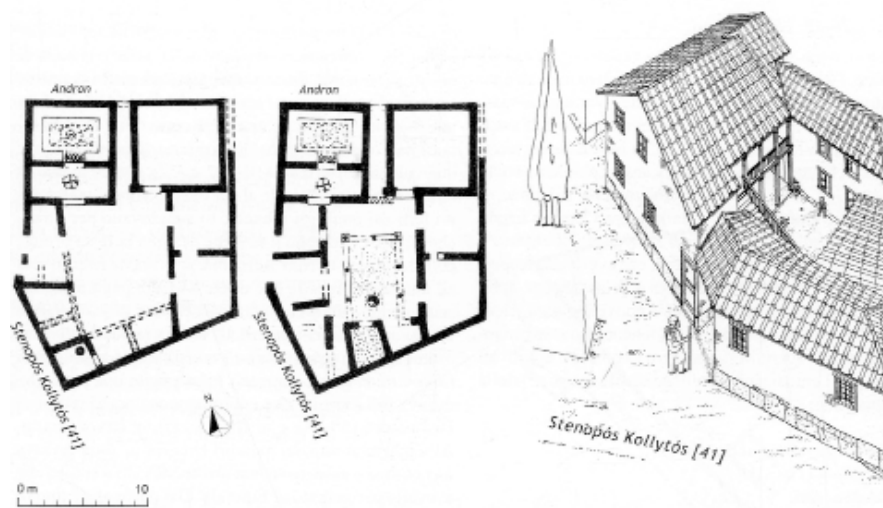 Andron
Andron
Stenopós Kollytós [41]
Stenopós Kollytós [41]
Stenopós Kollytós [41]
N
0 m
10